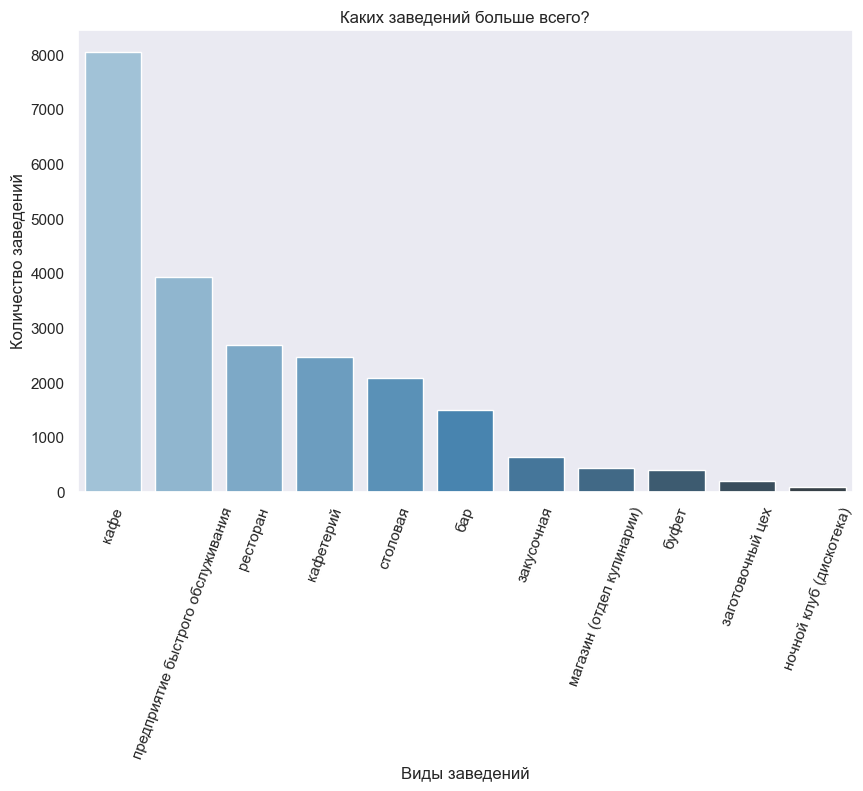 Каких заведений больше всего?
Количество заведений
8000
7000
6000
5000
4000
3000
2000
1000
0
кафе
предприятие быстрого обслуживания
ресторан
кафетерий
столовая
бар
закусочная
магазин (отдел кулинарии)
буфет
заготовочный цех
ночной клуб (дискотека)
Виды заведений